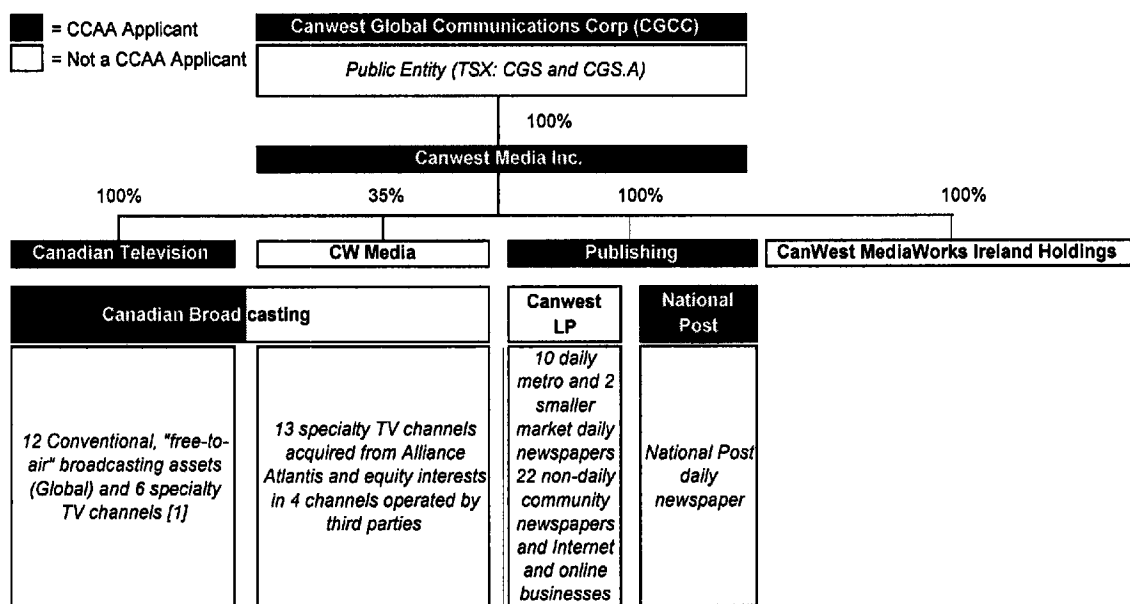 = CCAA Applicant
= Not a CCAA Applicant
Canwest Global Communications Corp (CGCC)
Public Entity (TSX: CGS and CGS.A)
100%
Canwest Media Inc.
100%
35%
100%
100%
Canadian Television
CW Media
Publishing
CanWest MediaWorks Ireland Holdings
Canadian Broadcasting
Canwest
LP
National
Post
12 Conventional, "free-to-
air" broadcasting assets
(Global) and 6 specialty
TV channels [1]
13 specialty TV channels
acquired from Alliance
Atlantis and equity interests
in 4 channels operated by
third parties
10 daily
metro and 2
smaller
market daily
newspapers
22 non-daily
community
newspapers
and Internet
and online
businesses
National Post
daily
newspaper